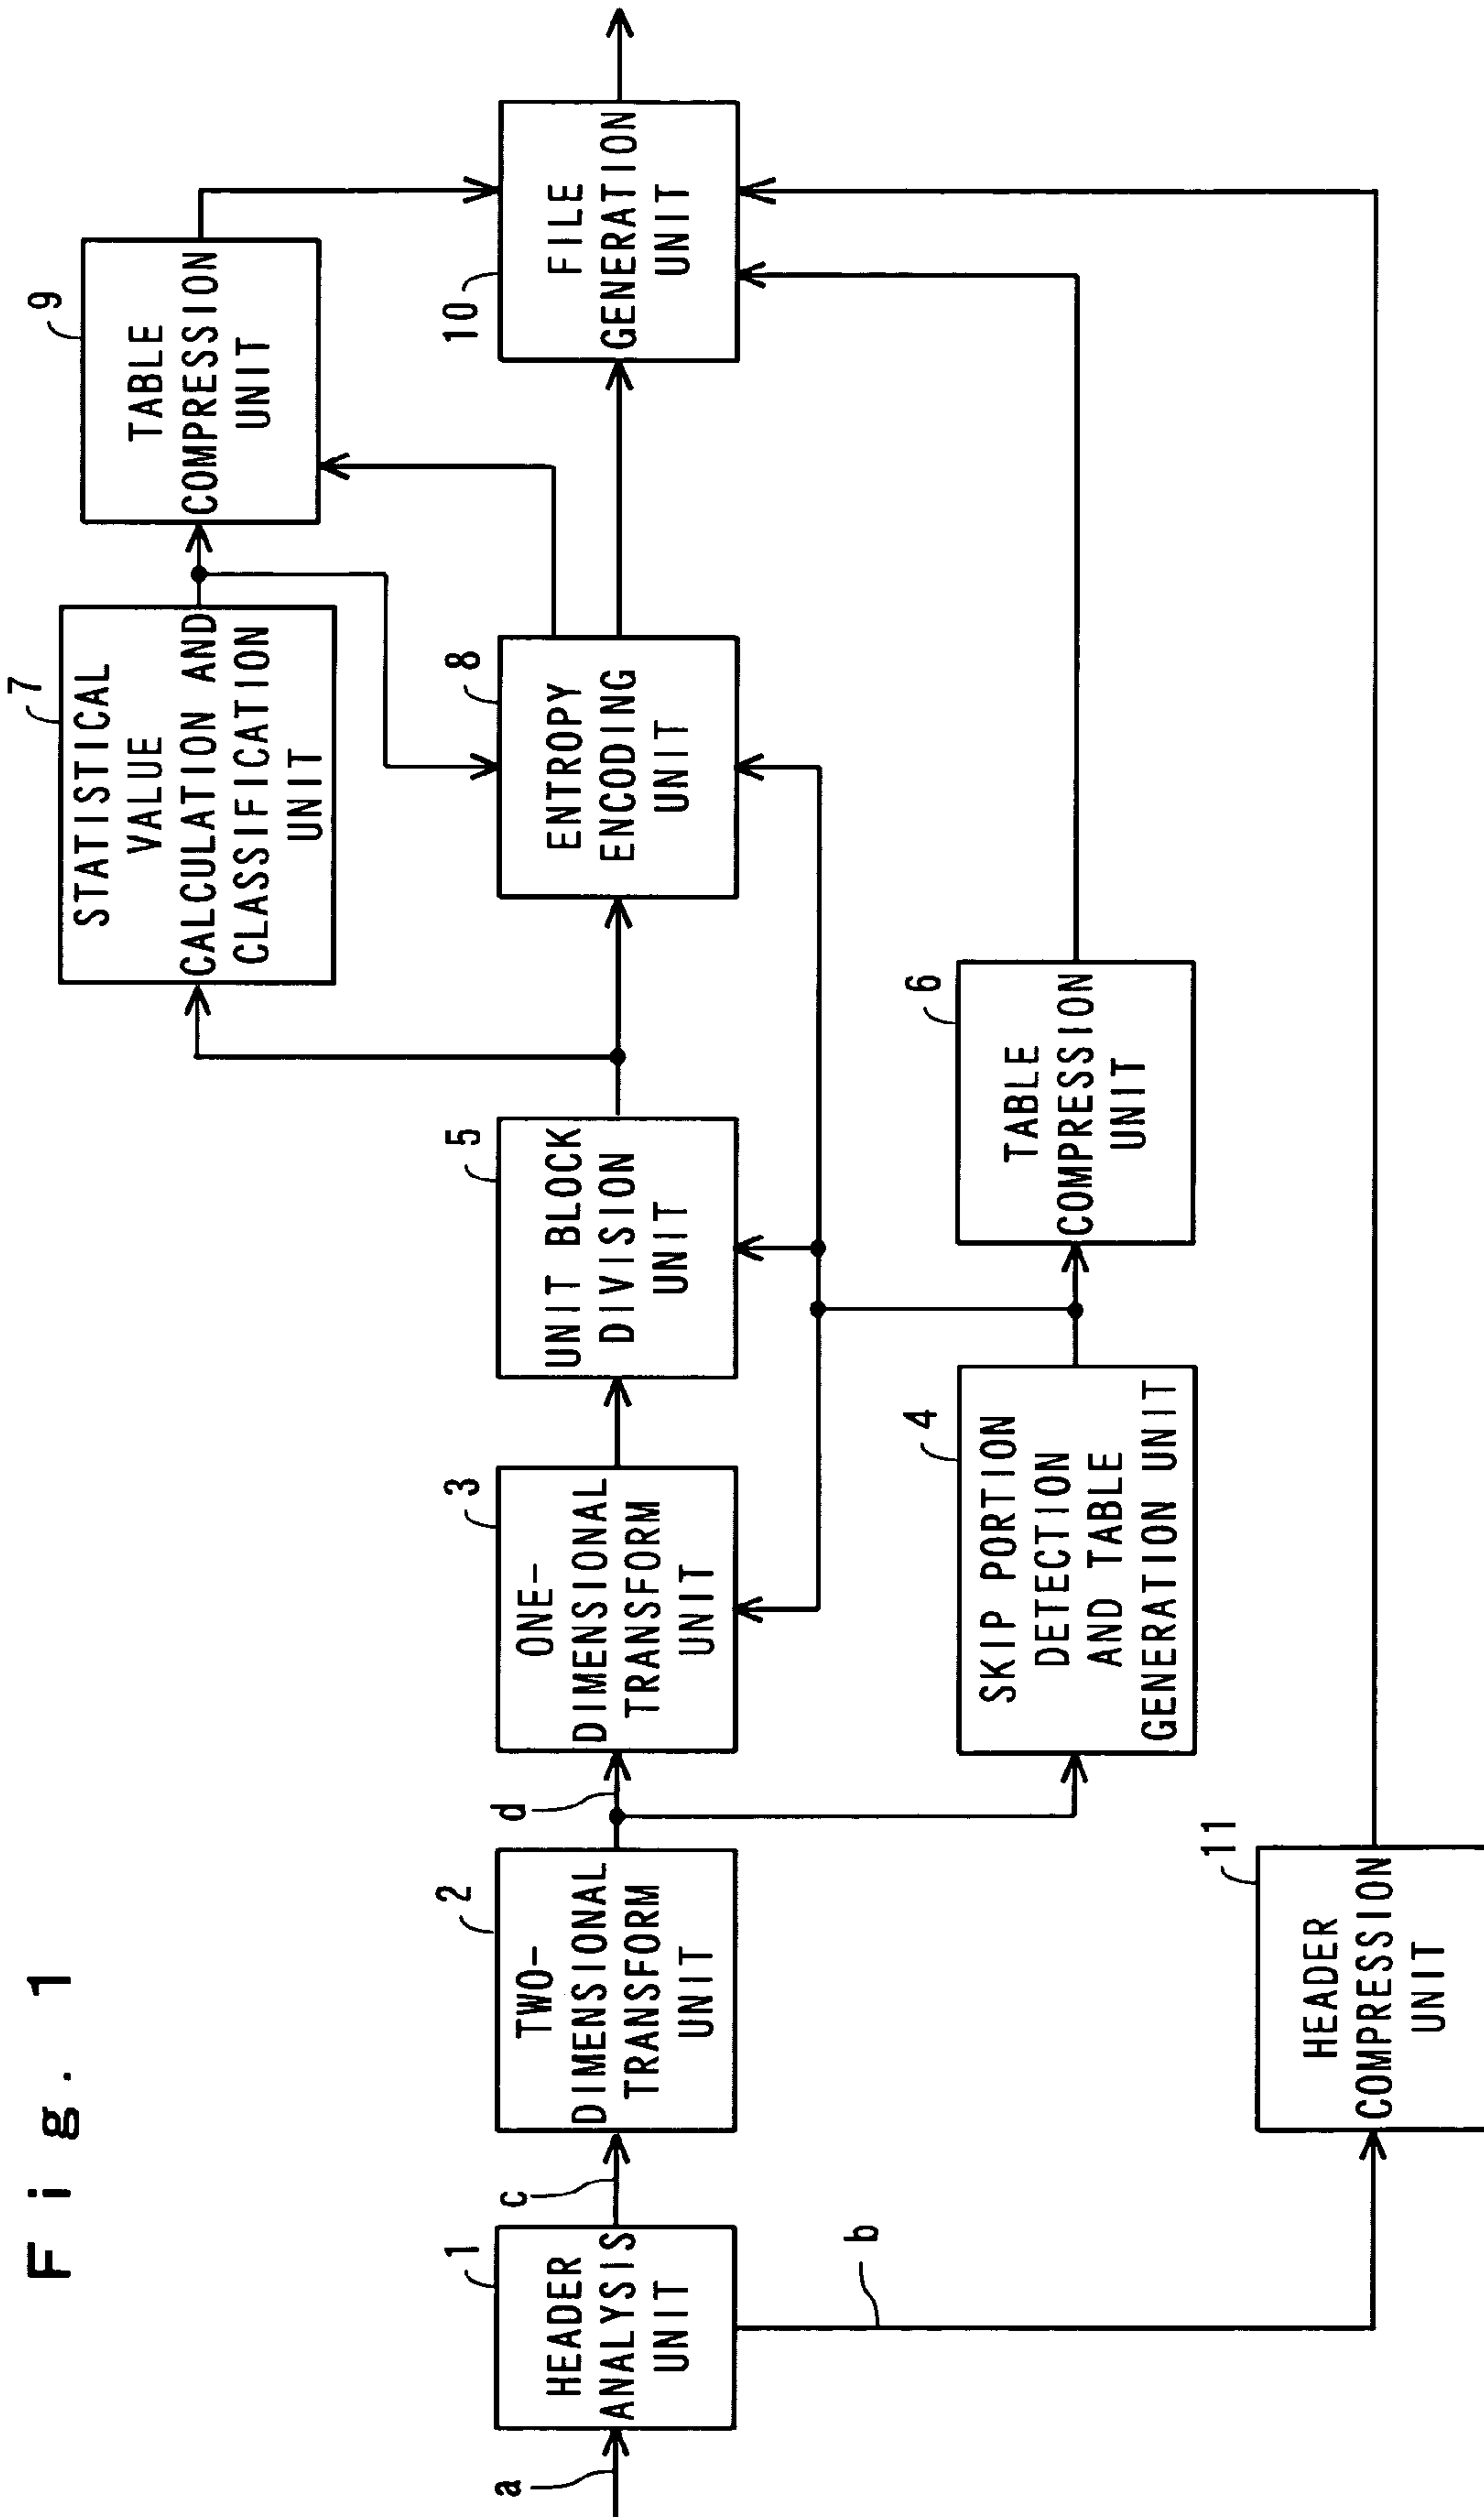 Fig. 1
a
1
HEADER
ANALYSIS
UNIT
b
c
2
TWO-
DIMENSIONAL
TRANSFORM
UNIT
d
3
ONE-
DIMENSIONAL
TRANSFORM
UNIT
4
SKIP PORTION
DETECTION
AND TABLE
GENERATION UNIT
5
UNIT BLOCK
DIVISION
UNIT
6
TABLE
COMPRESSION
UNIT
7
STATISTICAL
VALUE
CALCULATION AND
CLASSIFICATION
UNIT
8
ENTROPY
ENCODING
UNIT
9
TABLE
COMPRESSION
UNIT
10
FILE
GENERATION
UNIT
11
HEADER
COMPRESSION
UNIT